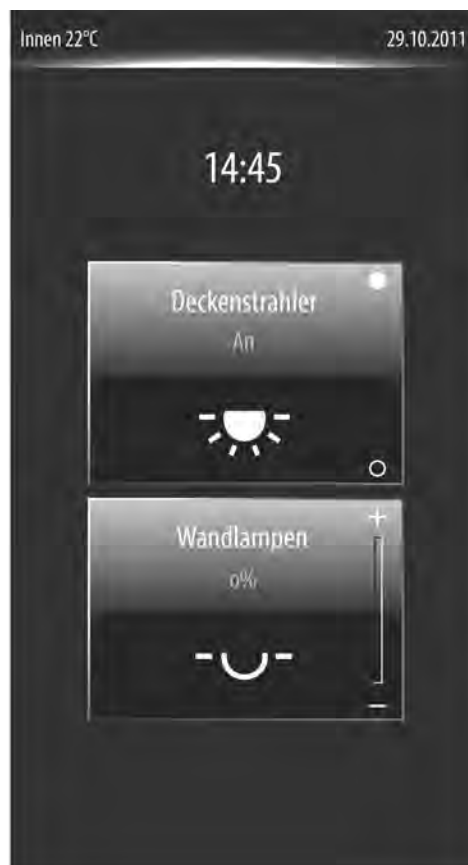 Innen 22°C 29.10.2011
14:45
Deckenstrahler
An
+
Wandlampen
0%
−